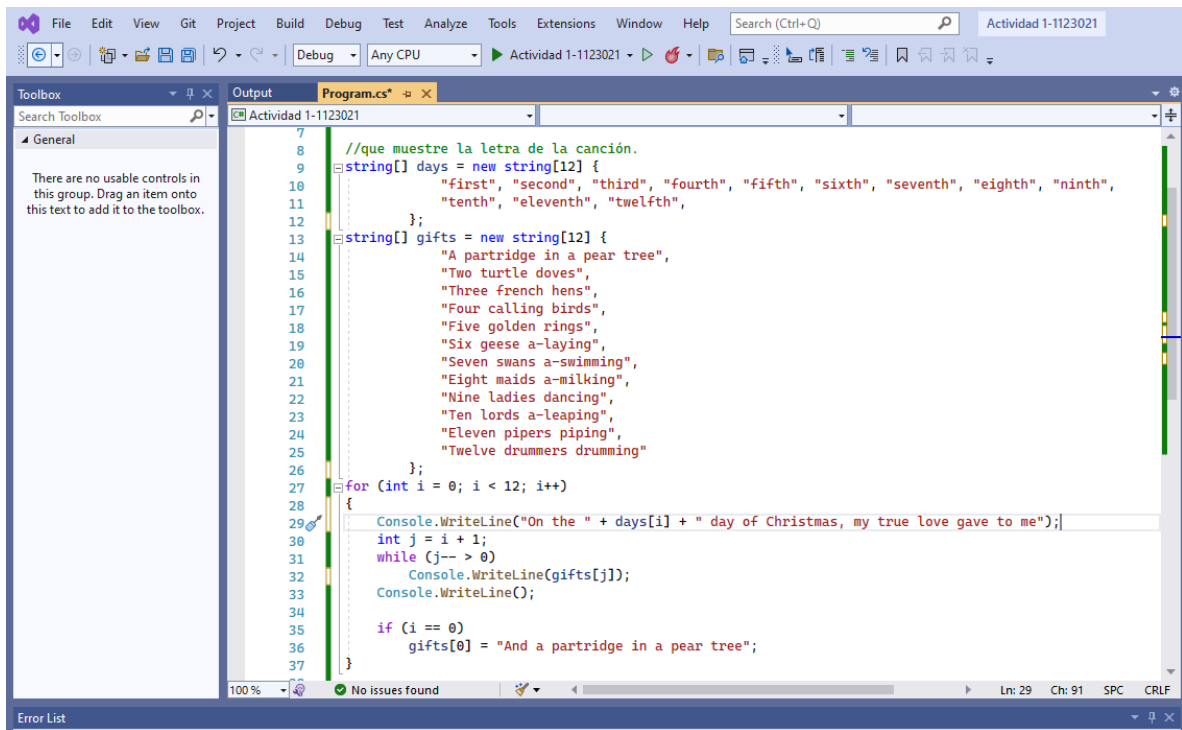 File Edit View Git Project Build Debug Test Analyze Tools Extensions Window Help Search (Ctrl+Q) Actividad 1-1123021
Debug Any CPU Actividad 1-1123021
Toolbox
Search Toolbox
General
There are no usable controls in
this group. Drag an item onto
this text to add it to the toolbox.
Output Program.cs*
C# Actividad 1-1123021
7
8 //que muestre la letra de la canción.
9 string[] days = new string[12] {
10 "first", "second", "third", "fourth", "fifth", "sixth", "seventh", "eighth", "ninth",
11 "tenth", "eleventh", "twelfth",
12 };
13 string[] gifts = new string[12] {
14 "A partridge in a pear tree",
15 "Two turtle doves",
16 "Three french hens",
17 "Four calling birds",
18 "Five golden rings",
19 "Six geese a-laying",
20 "Seven swans a-swimming",
21 "Eight maids a-milking",
22 "Nine ladies dancing",
23 "Ten lords a-leaping",
24 "Eleven pipers piping",
25 "Twelve drummers drumming"
26 };
27 for (int i = 0; i < 12; i++)
28 {
29 Console.WriteLine("On the " + days[i] + " day of Christmas, my true love gave to me");
30 int j = i + 1;
31 while (j-- > 0)
32 Console.WriteLine(gifts[j]);
33 Console.WriteLine();
34
35 if (i == 0)
36 gifts[0] = "And a partridge in a pear tree";
37 }
100 % No issues found Ln: 29 Ch: 91 SPC CRLF
Error List